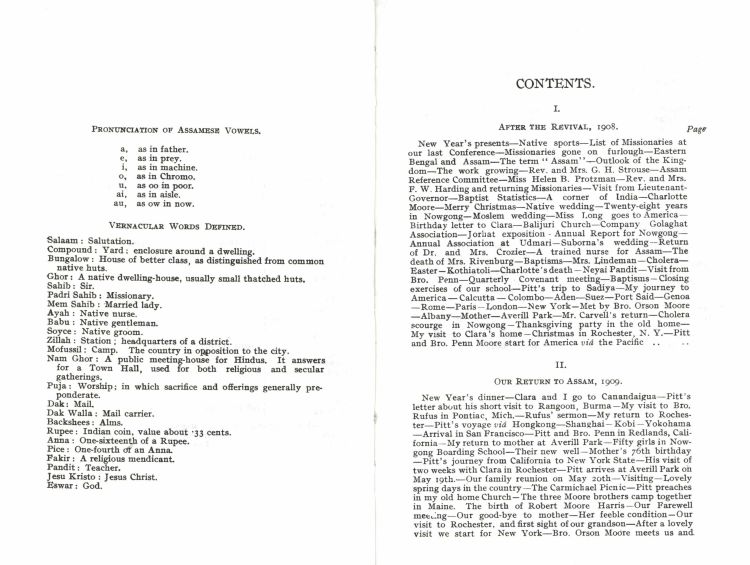 PRONUNCIATION OF ASSAMESE VOWELS.
a, as in father.
e, as in prey.
i, as in machine.
o, as in Chromo.
u, as oo in poor.
ai, as in aisle.
au, as ow in now.
VERNACULAR WORDS DEFINED.
Salaam : Salutation.
Compound : Yard ; enclosure around a dwelling.
Bungalow : House of better class, as distinguished from common
native huts.
Ghor : A native dwelling-house, usually small thatched huts.
Sahib : Sir.
Padri Sahib : Missionary.
Mem Sahib : Married lady.
Ayah : Native nurse.
Babu : Native gentleman.
Soyce : Native groom.
Zillah : Station ; headquarters of a district.
Mofussil : Camp. The country in opposition to the city.
Nam Ghor : A public meeting-house for Hindus. It answers
for a Town Hall, used for both religious and secular
gatherings.
Puja : Worship; in which sacrifice and offerings generally pre-
ponderate.
Dak : Mail.
Dak Walla : Mail carrier.
Backshees : Alms.
Rupee : Indian coin, value about ·33 cents.
Anna : One-sixteenth of a Rupee.
Pice : One-fourth of an Anna.
Fakir : A religious mendicant.
Pandit : Teacher.
Jesu Kristo : Jesus Christ.
Eswar : God.
CONTENTS.
I.
AFTER THE REVIVAL, 1908. Page
New Year's presents—Native sports—List of Missionaries at
our last Conference—Missionaries gone on furlough—Eastern
Bengal and Assam—The term " Assam"—Outlook of the King-
dom—The work growing—Rev. and Mrs. G. H. Strouse—Assam
Reference Committee—Miss Helen B. Protzman—Rev. and Mrs.
F. W. Harding and returning Missionaries—Visit from Lieutenant-
Governor—Baptist Statistics—A corner of India—Charlotte
Moore—Merry Christmas—Native wedding—Twenty-eight years
in Nowgong—Moslem wedding—Miss Long goes to America—
Birthday letter to Clara—Balijuri Church—Company Golaghat
Association—Jorhat exposition - Annual Report for Nowgong—
Annual Association at Udmari—Suborna's wedding—Return
of Dr. and Mrs. Crozier—A trained nurse for Assam—The
death of Mrs. Rivenburg—Baptisms—Mrs. Lindeman—Cholera—
Easter—Kothiatoli—Charlotte's death—Neyai Pandit—Visit from
Bro. Penn—Quarterly Covenant meeting—Baptisms—Closing
exercises of our school—Pitt's trip to Sadiya—My journey to
America—Calcutta—Colombo—Aden—Suez—Port Said—Genoa
—Rome—Paris—London—New York—Met by Bro. Orson Moore
—Albany—Mother—Averill Park—Mr. Carvell's return—Cholera
scourge in Nowgong—Thanksgiving party in the old home—
My visit to Clara's home—Christmas in Rochester, N. Y.—Pitt
and Bro. Penn Moore start for America viâ the Pacific .. ..
II.
OUR RETURN TO ASSAM, 1909.
New Year's dinner—Clara and I go to Canandaigua—Pitt's
letter about his short visit to Rangoon, Burma—My visit to Bro.
Rufus in Pontiac, Mich.—Rufus' sermon—My return to Roches-
ter—Pitt's voyage viâ Hongkong—Shanghai—Kobi—Yokohama
—Arrival in San Francisco—Pitt and Bro. Penn in Redlands, Cali-
fornia—My return to mother at Averill Park—Fifty girls in Now-
gong Boarding School—Their new well—Mother's 76th birthday
—Pitt's journey from California to New York State—His visit of
two weeks with Clara in Rochester—Pitt arrives at Averill Park on
May 19th.—Our family reunion on May 20th—Visiting—Lovely
spring days in the country—The Carmichael Picnic—Pitt preaches
in my old home Church—The three Moore brothers camp together
in Maine. The birth of Robert Moore Harris—Our Farewell
meeting—Our good-bye to mother—Her feeble condition—Our
visit to Rochester, and first sight of our grandson—After a lovely
visit we start for New York—Bro. Orson Moore meets us and